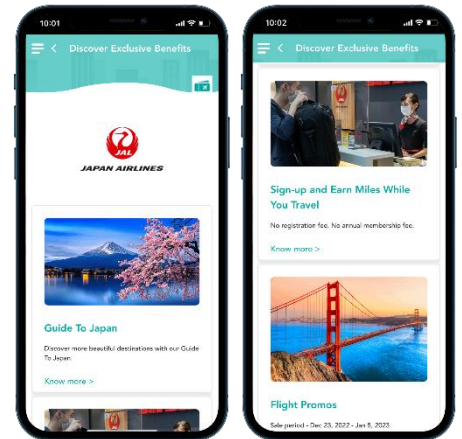 10:01
Discover Exclusive Benefits
JAL
JAPAN AIRLINES
Guide To Japan
Discover more beautiful destinations with our Guide
To Japan.
Know more >
10:02
Discover Exclusive Benefits
Sign-up and Earn Miles While
You Travel
No registration fee. No annual membership fee.
Know more >
Flight Promos
Sale period - Dec 23, 2022 - Jan 5, 2023